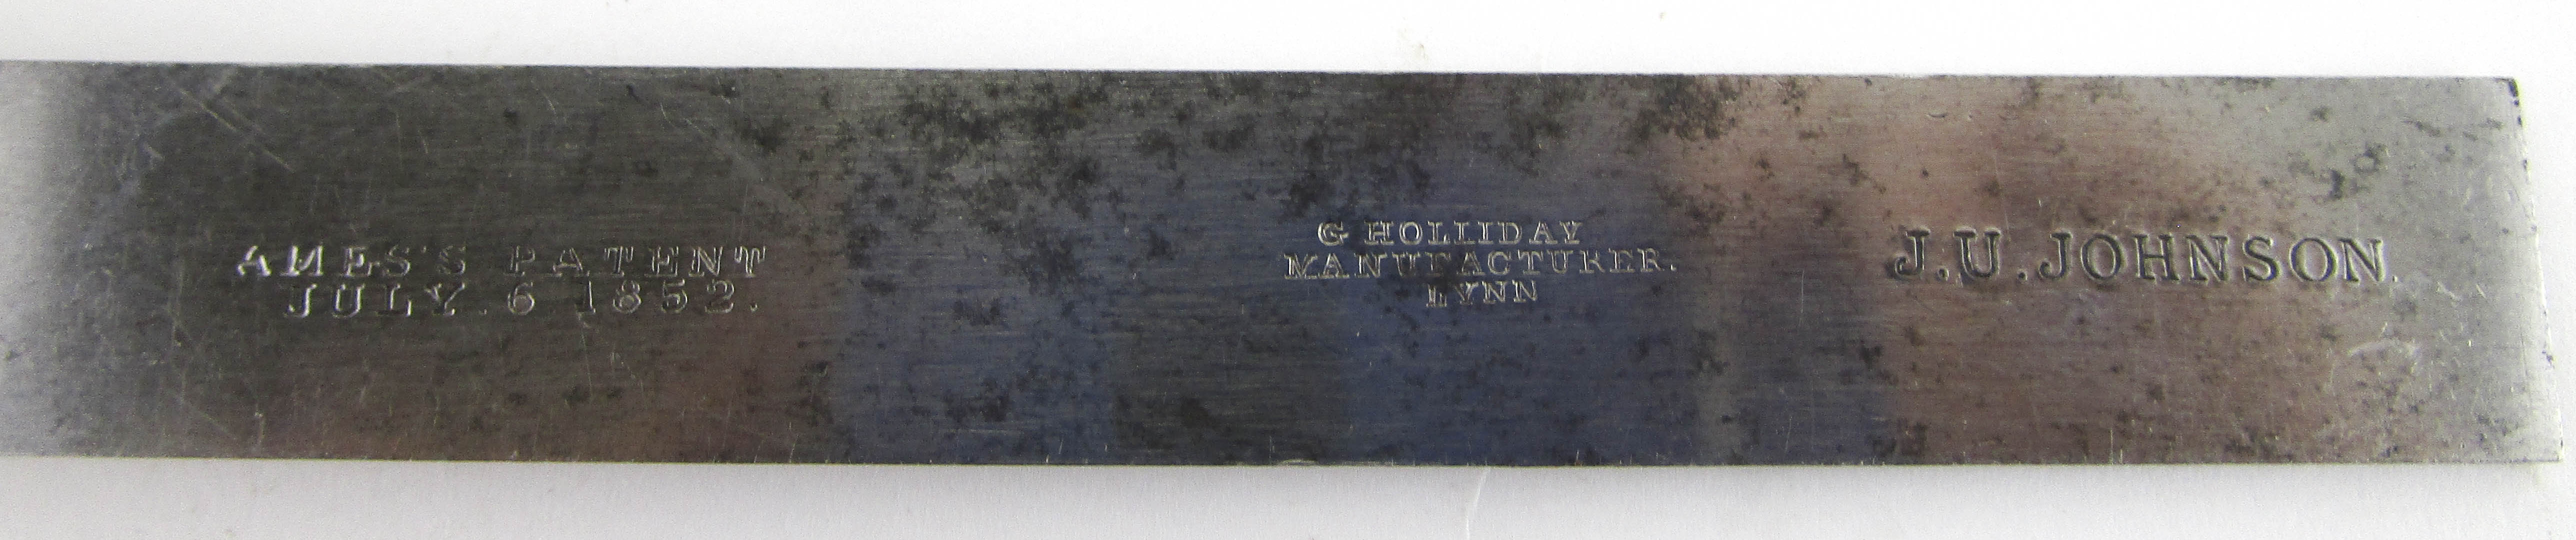 AMES'S PATENT
JULY. 6 1852.
G HOLLIDAY
MANUFACTURER.
LYNN
J.U.JOHNSON.